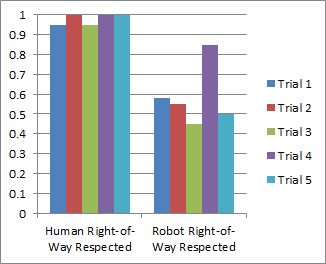 1
0.9
0.8
0.7
0.6
0.5
0.4
0.3
0.2
0.1
0
Human Right-of-
Way Respected
Robot Right-of-
Way Respected
Trial 1
Trial 2
Trial 3
Trial 4
Trial 5